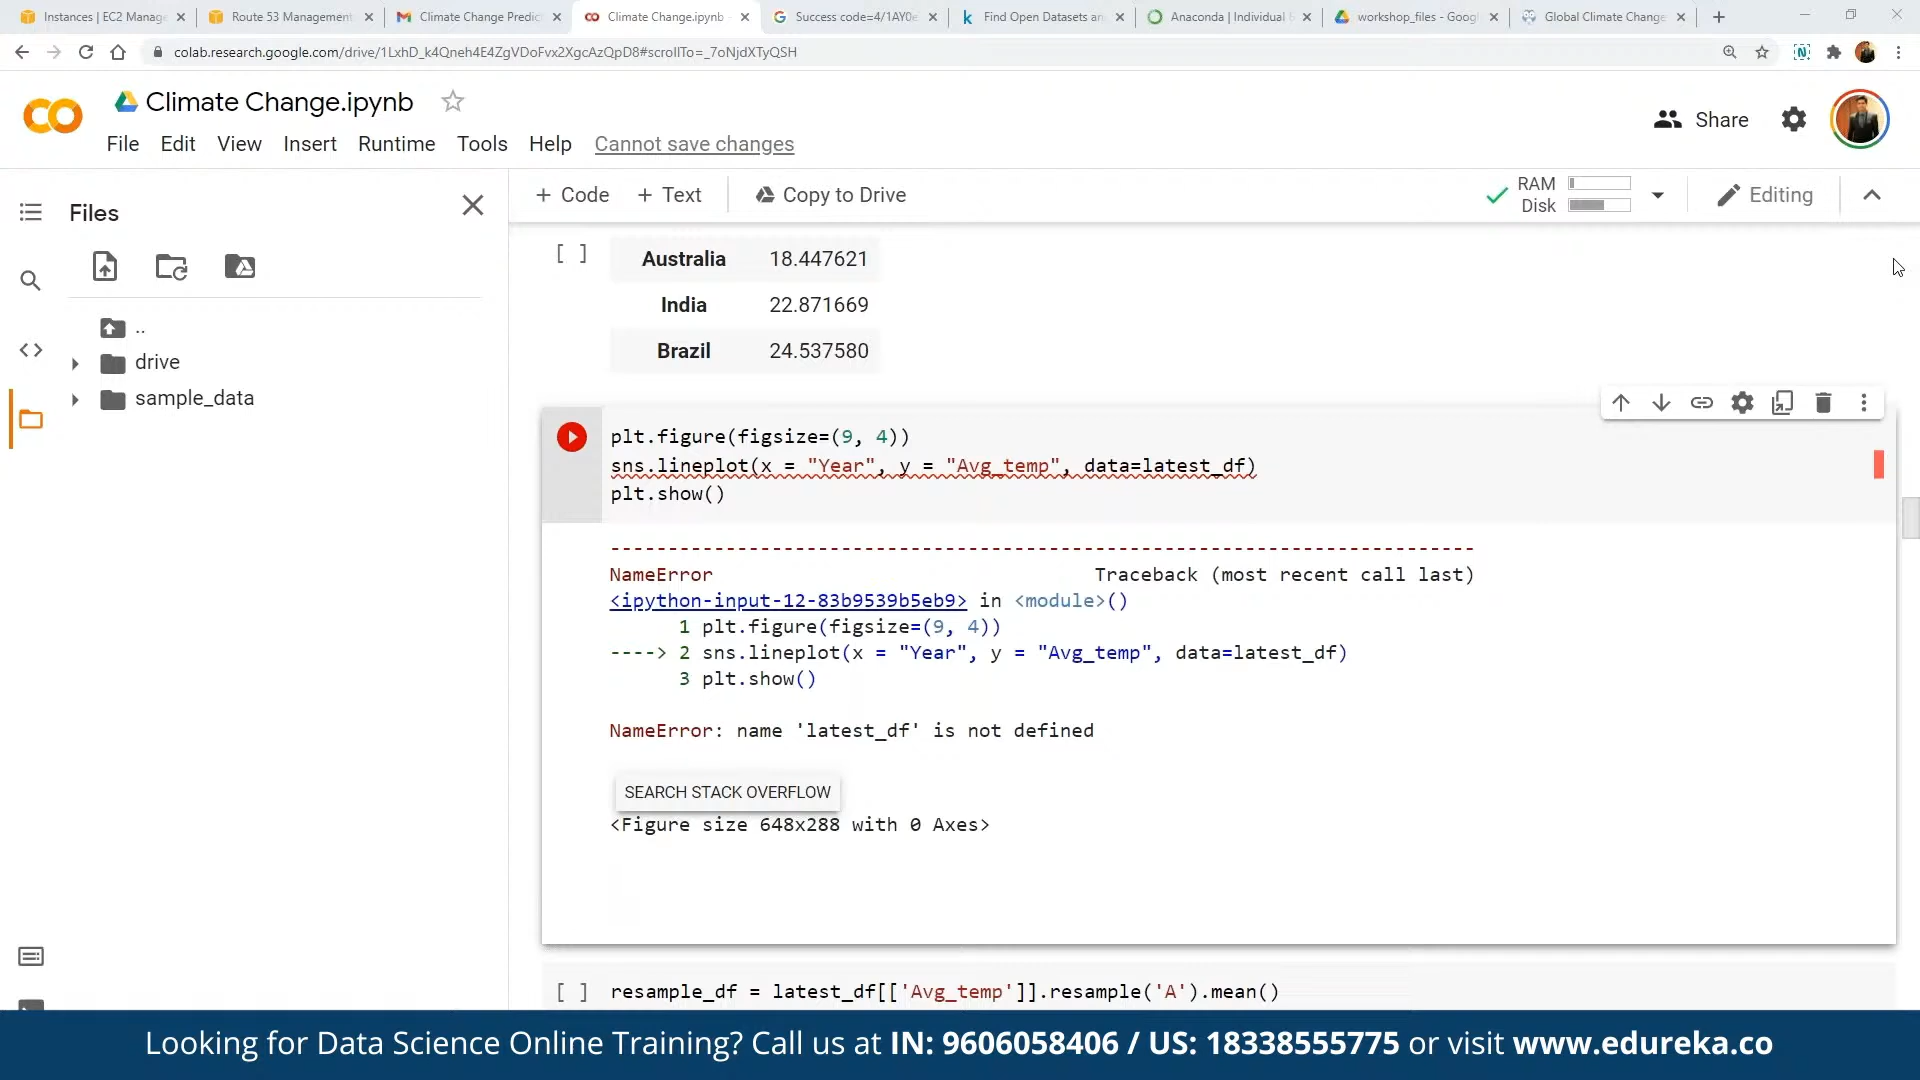 Instances | EC2 Manag
Route 53 Management
Climate Change Predic
Climate Change.ipynb
Success code=4/1AY0
Find Open Datasets an
Anaconda | Individual
workshop_files - Goog
Global Climate Change
colab.research.google.com/drive/1LxhD_k4Qneh4E4ZgVDoFvx2XgcAzQpD8#scrollTo=_7oNjdXTyQSH
Climate Change.ipynb
Share
File Edit View Insert Runtime Tools Help Cannot save changes
Files
+ Code + Text Copy to Drive
RAM
Disk
Editing
..
drive
sample_data
[ ] Australia 18.447621
India 22.871669
Brazil 24.537580
plt.figure(figsize=(9, 4))
sns.lineplot(x = "Year", y = "Avg_temp", data=latest_df)
plt.show()
---------------------------------------------------------------------------
NameError Traceback (most recent call last)
<ipython-input-12-83b9539b5eb9> in <module>()
1 plt.figure(figsize=(9, 4))
----> 2 sns.lineplot(x = "Year", y = "Avg_temp", data=latest_df)
3 plt.show()
NameError: name 'latest_df' is not defined
SEARCH STACK OVERFLOW
<Figure size 648x288 with 0 Axes>
[ ] resample_df = latest_df[['Avg_temp']].resample('A').mean()
Looking for Data Science Online Training? Call us at IN: 9606058406 / US: 18338555775 or visit www.edureka.co